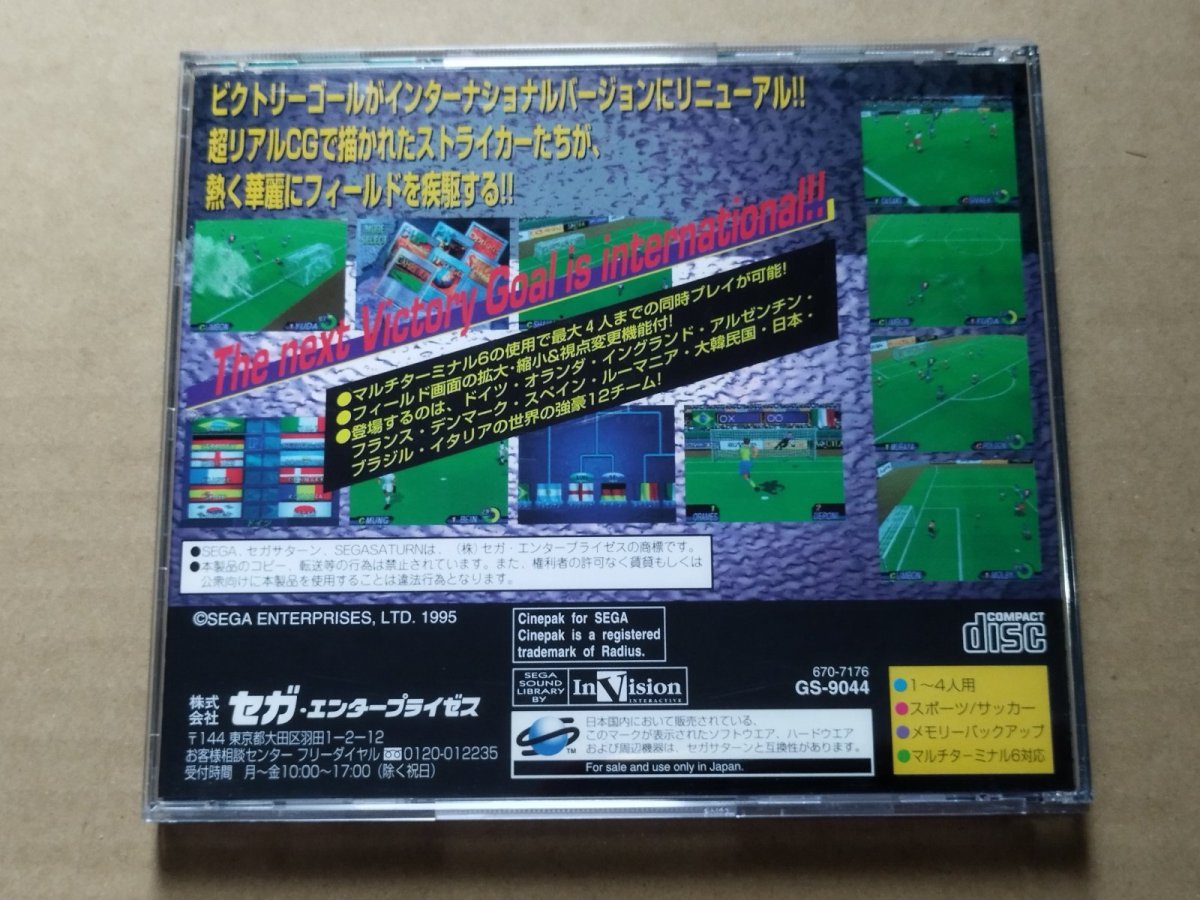 ビクトリーゴールがインターナショナルバージョンにリニューアル!!
超リアルCGで描かれたストライカーたちが、
熱く華麗にフィールドを疾駆する!!
The next Victory Goal is international!!
●マルチターミナル6の使用で最大4人までの同時プレイが可能!
●フィールド画面の拡大・縮小&視点変更機能付!
●登場するのは、ドイツ・オランダ・イングランド・アルゼンチン・
フランス・デンマーク・スペイン・ルーマニア・大韓民国・日本・
ブラジル・イタリアの世界の強豪12チーム!
MODE
SELECT
ドイツ
●SEGA、セガサターン、SEGASATURNは、(株)セガ・エンタープライゼスの商標です。
●本製品のコピー、転送等の行為は禁止されています。また、権利者の許可なく賃貸もしくは
公衆向けに本製品を使用することは違法行為となります。
©SEGA ENTERPRISES, LTD. 1995
株式会社 セガ・エンタープライゼス
〒144 東京都大田区羽田1-2-12
お客様相談センター フリーダイヤル 0120-012235
受付時間 月〜金10:00〜17:00 (除く祝日)
Cinepak for SEGA
Cinepak is a registered
trademark of Radius.
SEGA
SOUND
LIBRARY
BY
InVision
INTERACTIVE
670-7176
GS-9044
TM
日本国内において販売されている、
このマークが表示されたソフトウエア、ハードウエア
および周辺機器は、セガサターンと互換性があります。
For sale and use only in Japan.
COMPACT
disc
●1〜4人用
●スポーツ/サッカー
●メモリーバックアップ
●マルチターミナル6対応